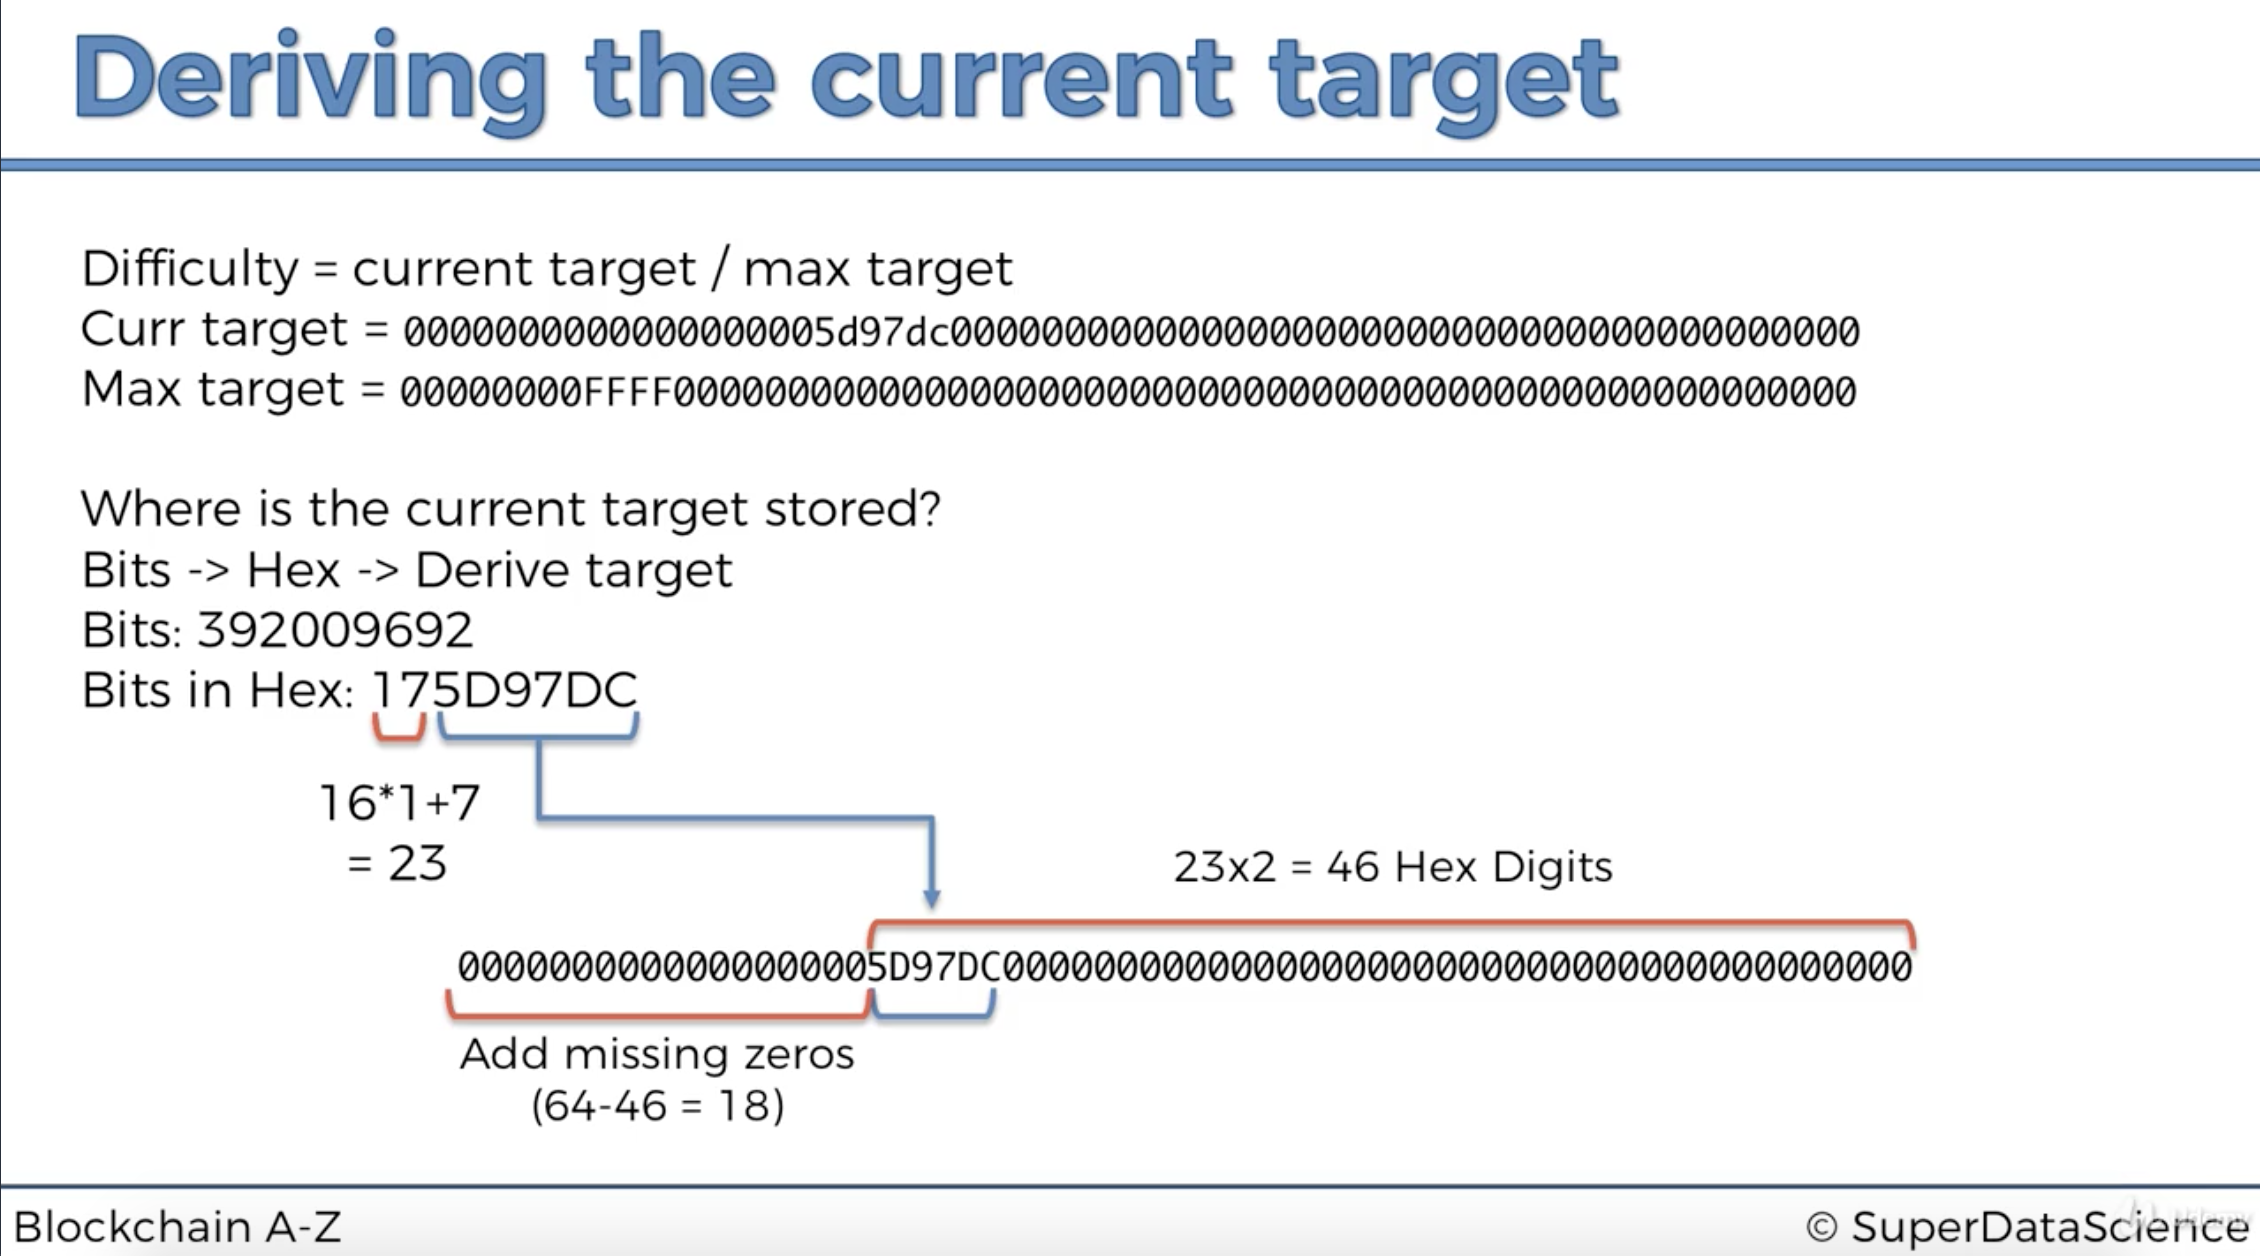 Deriving the current target
Difficulty = current target / max target
Curr target = 0000000000000000005d97dc0000000000000000000000000000000000000000
Max target = 00000000FFFF0000000000000000000000000000000000000000000000000000
Where is the current target stored?
Bits -> Hex -> Derive target
Bits: 392009692
Bits in Hex: 175D97DC
16*1+7
= 23
23x2 = 46 Hex Digits
0000000000000000005D97DC0000000000000000000000000000000000000000
Add missing zeros
(64-46 = 18)
Blockchain A-Z
© SuperDataScience